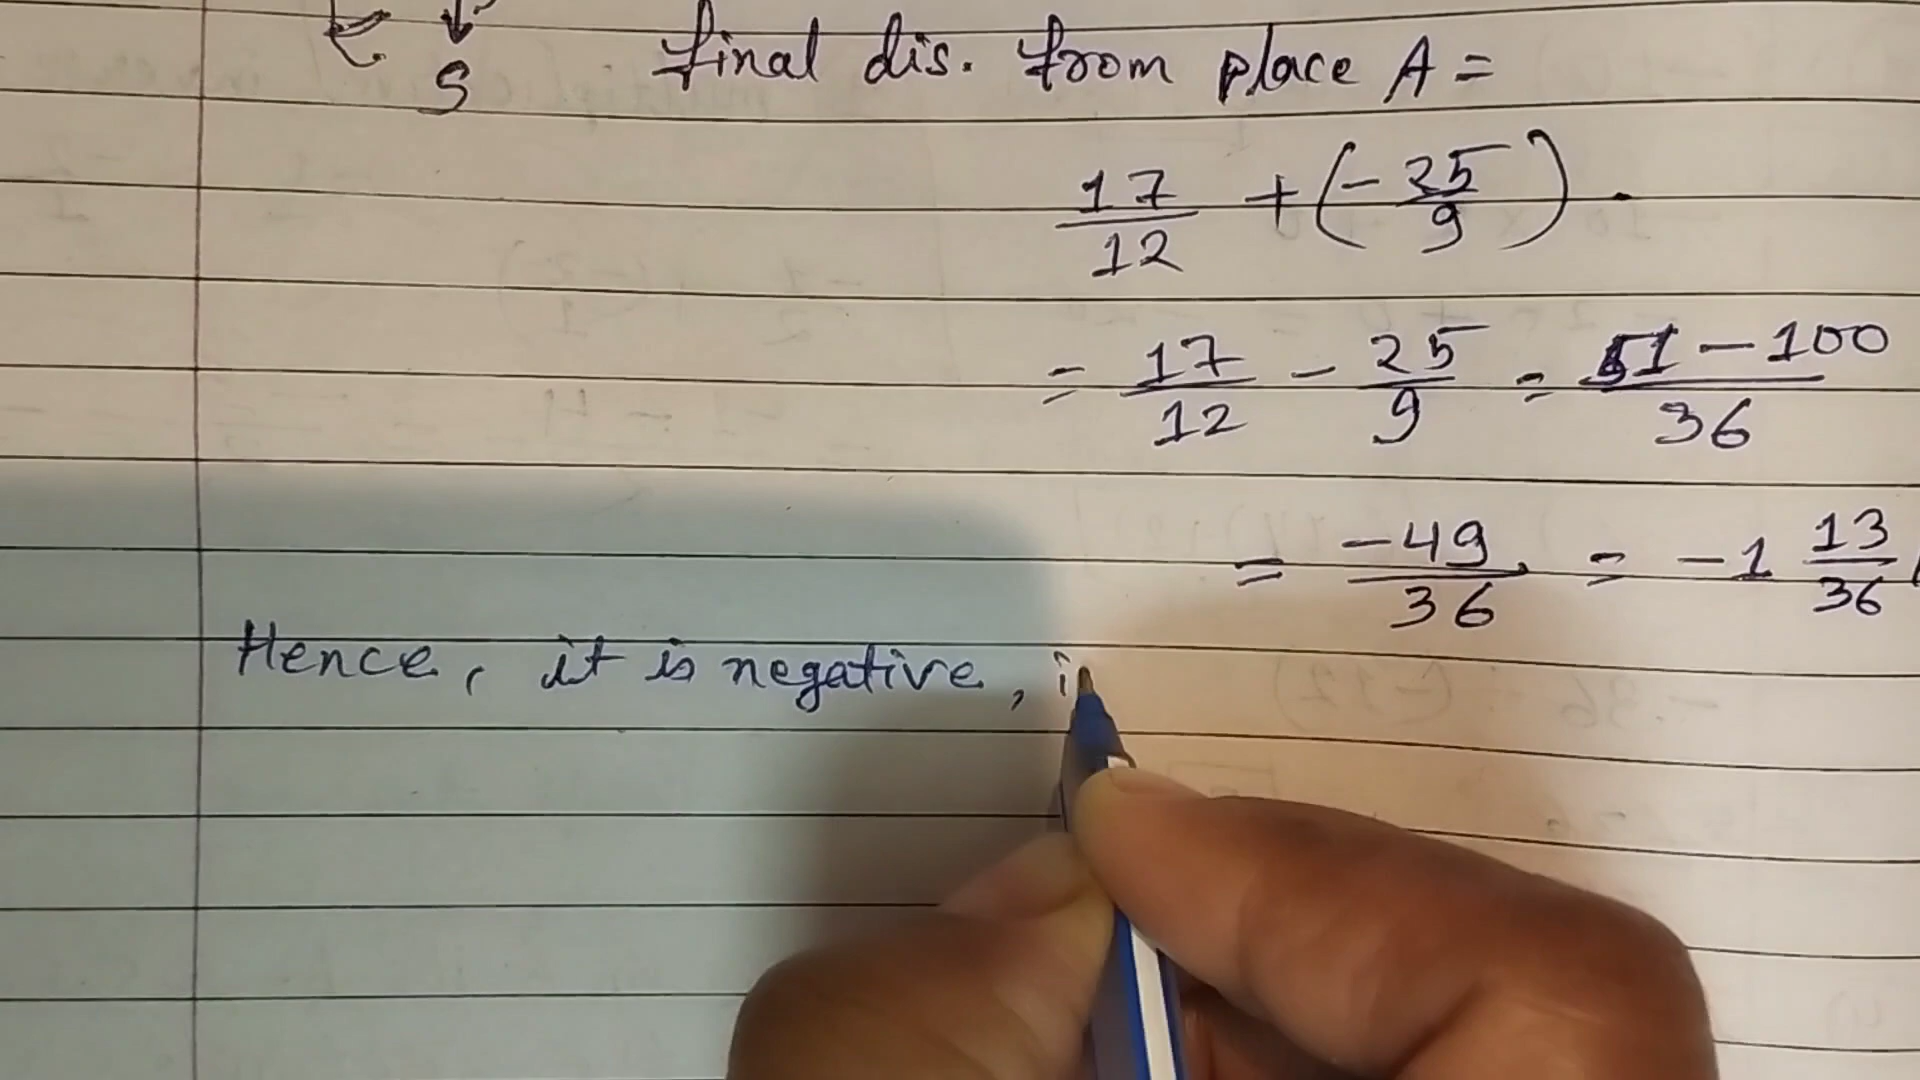 S
final dis. from place A =
17/12 + (-25/9)
= 17/12 - 25/9 = 51 - 100/36
= -49/36 = -1 13/36
Hence, it is negative, i